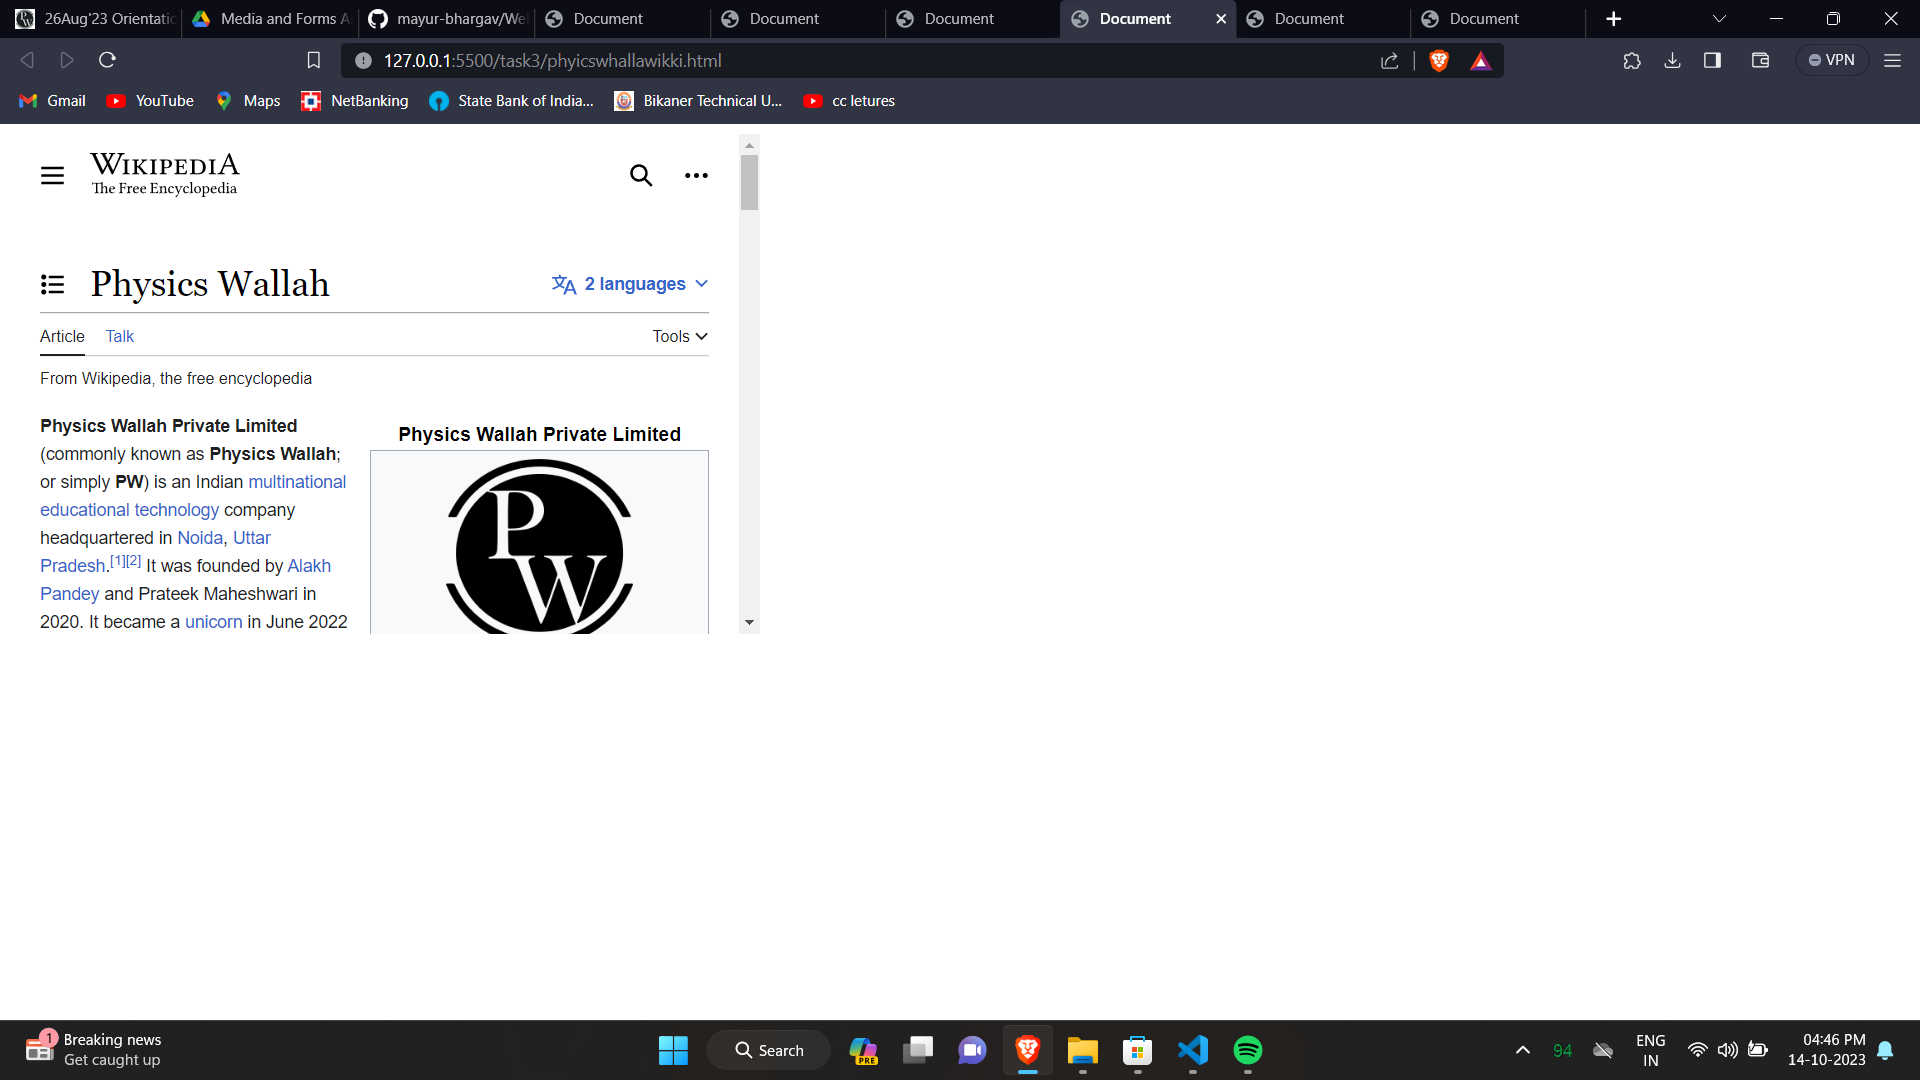 26Aug'23 Orientatic
Media and Forms A
mayur-bhargav/We
Document
Document
Document
Document
Document
Document
127.0.0.1:5500/task3/phyicswhallawikki.html
VPN
Gmail
YouTube
Maps
NetBanking
State Bank of India...
Bikaner Technical U...
cc letures
WIKIPEDIA
The Free Encyclopedia
Physics Wallah
2 languages
Article
Talk
Tools
From Wikipedia, the free encyclopedia
Physics Wallah Private Limited
(commonly known as Physics Wallah;
or simply PW) is an Indian multinational
educational technology company
headquartered in Noida, Uttar
Pradesh.[1][2] It was founded by Alakh
Pandey and Prateek Maheshwari in
2020. It became a unicorn in June 2022
Physics Wallah Private Limited
P
W
1
Breaking news
Get caught up
Search
PRE
94
ENG
IN
04:46 PM
14-10-2023